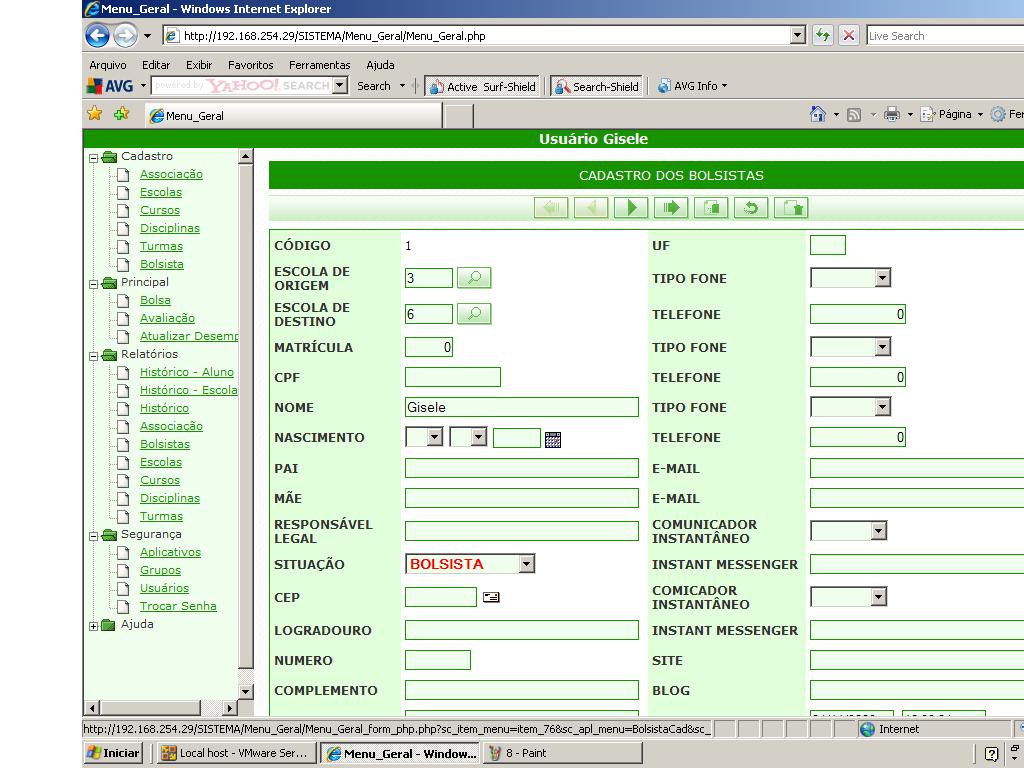 Menu_Geral - Windows Internet Explorer
http://192.168.254.29/SISTEMA/Menu_Geral/Menu_Geral.php
Live Search
Arquivo Editar Exibir Favoritos Ferramentas Ajuda
AVG powered by YAHOO! SEARCH Search Active Surf-Shield Search-Shield AVG Info
Menu_Geral Página Fer
Usuário Gisele
Cadastro
Associação
Escolas
Cursos
Disciplinas
Turmas
Bolsista
Principal
Bolsa
Avaliação
Atualizar Desemp
Relatórios
Histórico - Aluno
Histórico - Escola
Histórico
Associação
Bolsistas
Escolas
Cursos
Disciplinas
Turmas
Segurança
Aplicativos
Grupos
Usuários
Trocar Senha
Ajuda
CADASTRO DOS BOLSISTAS
CÓDIGO 1 UF
ESCOLA DE
ORIGEM 3 TIPO FONE
ESCOLA DE
DESTINO 6 TELEFONE 0
MATRÍCULA 0 TIPO FONE
CPF TELEFONE 0
NOME Gisele TIPO FONE
NASCIMENTO TELEFONE 0
PAI E-MAIL
MÃE E-MAIL
RESPONSÁVEL
LEGAL
COMUNICADOR
INSTANTÂNEO
SITUAÇÃO BOLSISTA INSTANT MESSENGER
CEP
COMICADOR
INSTANTÂNEO
LOGRADOURO INSTANT MESSENGER
NUMERO SITE
COMPLEMENTO BLOG
http://192.168.254.29/SISTEMA/Menu_Geral/Menu_Geral_form_php.php?sc_item_menu=item_76&sc_apl_menu=BolsistaCad&sc_ Internet
Iniciar Local host - VMware Ser... Menu_Geral - Window... 8 - Paint